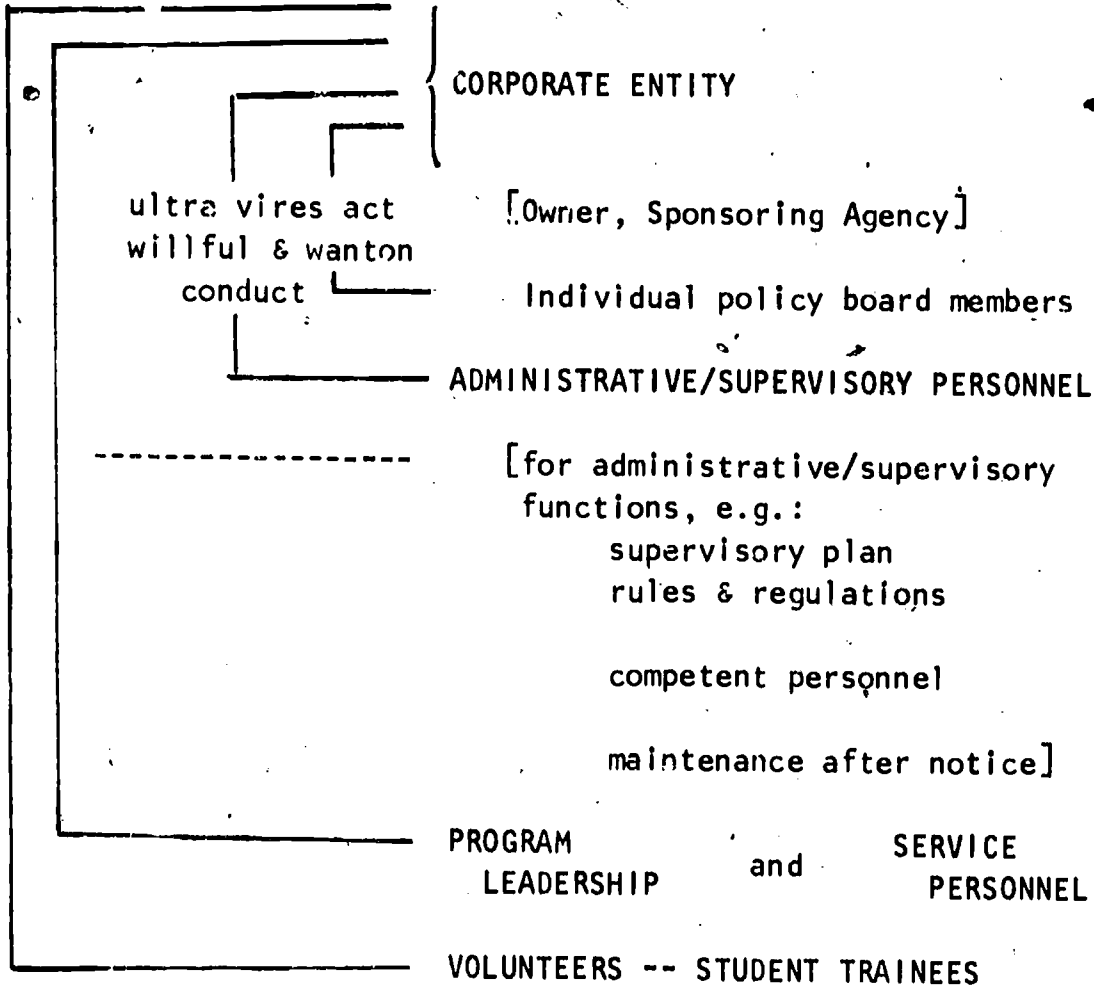 CORPORATE ENTITY
ultra vires act
[Owner, Sponsoring Agency]
willful & wanton
conduct
Individual policy board members
ADMINISTRATIVE/SUPERVISORY PERSONNEL
[for administrative/supervisory
functions, e.g.:
supervisory plan
rules & regulations
competent personnel
maintenance after notice]
PROGRAM
LEADERSHIP
and
SERVICE
PERSONNEL
VOLUNTEERS -- STUDENT TRAINEES